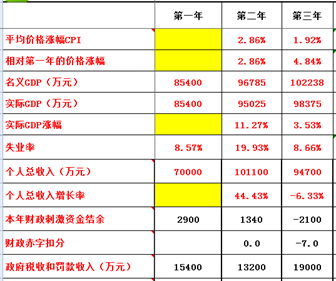 第一年 第二年 第三年
平均价格涨幅CPI 2.86% 1.92%
相对第一年的价格涨幅 2.86% 4.84%
名义GDP（万元） 85400 96785 102238
实际GDP（万元） 85400 95025 98375
实际GDP涨幅 11.27% 3.53%
失业率 8.57% 19.93% 8.66%
个人总收入（万元） 70000 101100 94700
个人总收入增长率 44.43% -6.33%
本年财政刺激资金结余 2900 1340 -2100
财政赤字扣分 0.0 -7.0
政府税收和罚款收入（万元） 15400 13200 19000